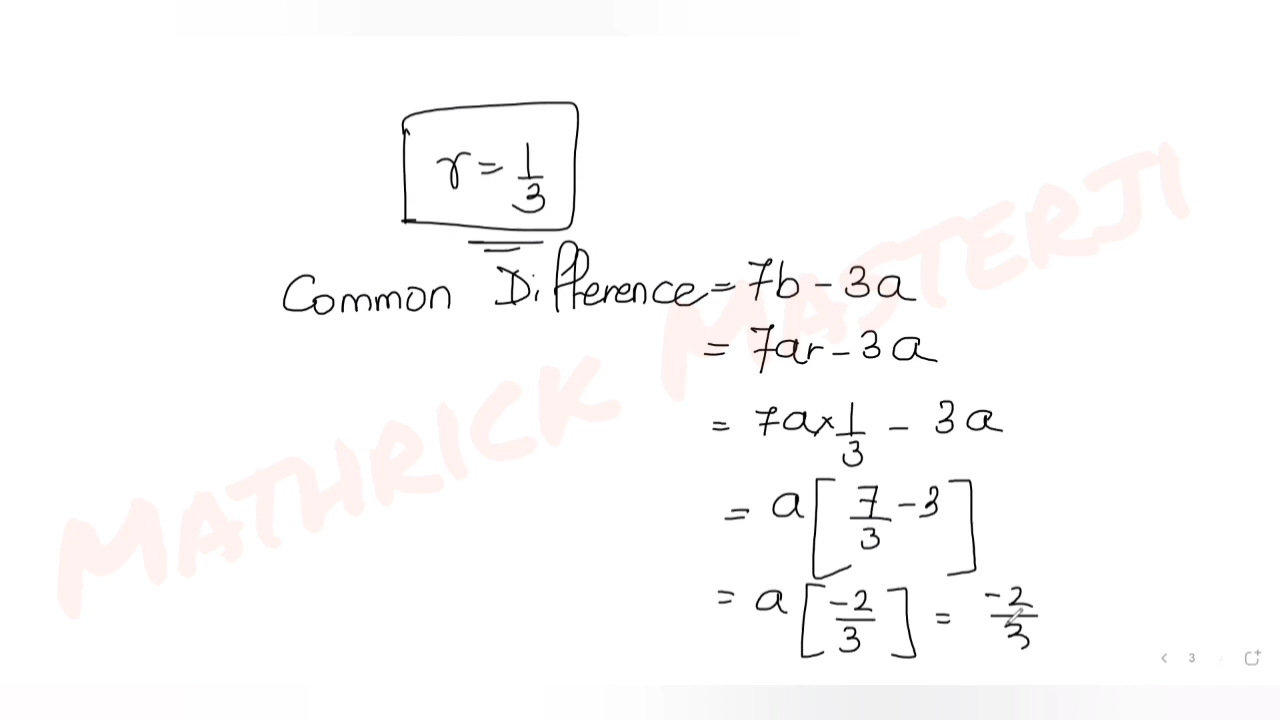 r = 1/3
Common Difference = 7b - 3a
= 7ar - 3a
= 7a × 1/3 - 3a
= a [ 7/3 - 3 ]
= a [ -2/3 ] = -2/3
MATHRICK MASTERJI
< 3